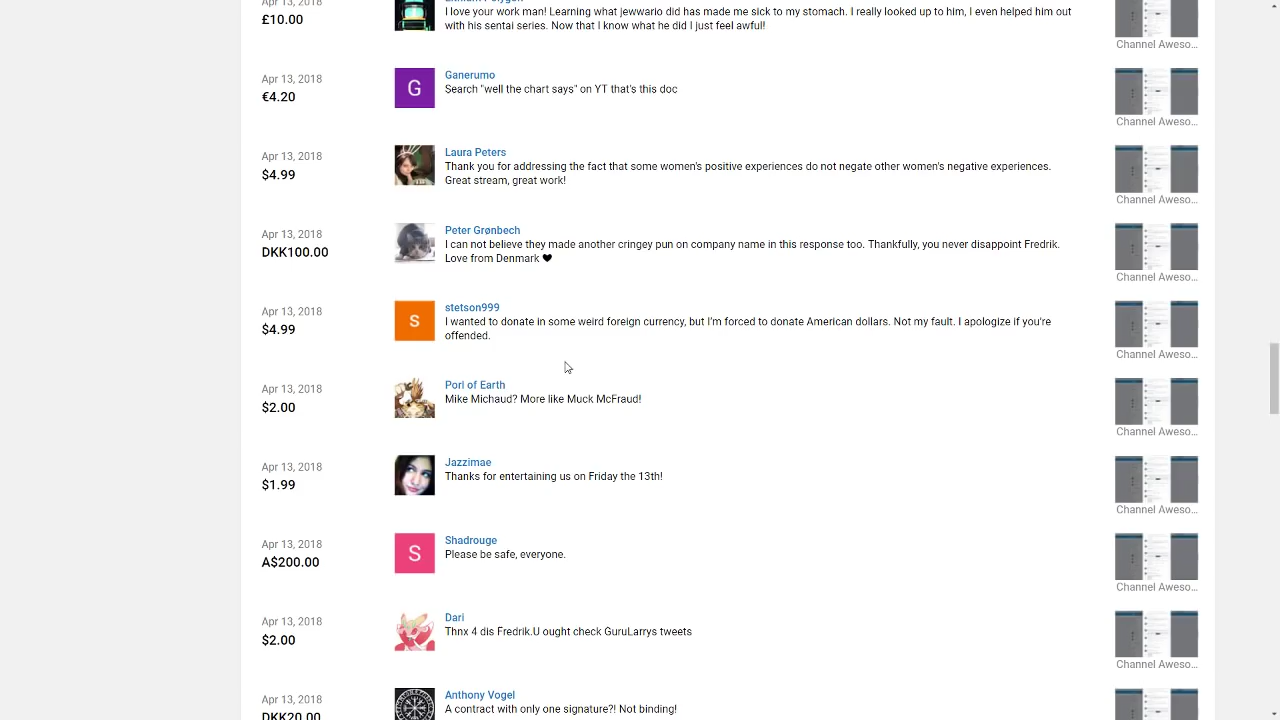 Apr 13, 2018
£10.00
I love your work man! Learning what jewwario did has made me sick to my stomach. I really looked up to him, I even helped him out
with his series. Now that I know what he did I just feel awful!
Channel Aweso...
Apr 13, 2018
€4.20
Ganerumo
Search "well the chart says" on YT that's this doc
Channel Aweso...
Apr 13, 2018
$4.99
Laura Peters
Thank you for addressing the fact that some women's positive experiences do not negate other women's negative experiences.
Great stream, great work!
Channel Aweso...
Apr 13, 2018
DKK100.00
Peter Grønbech
I can not believe they made another cringey pun on company name in this response too. Thankfully, you never disappoint Fredrik.
Love from Denmark ♥
Channel Aweso...
Apr 13, 2018
$4.99
stetson999
I wanted to donate in some weird foreign currency, but I'm forced to donate American dollars. Not my fault. I apologize if you're
offended.
Channel Aweso...
Apr 13, 2018
$2.00
Pori of Earth
Mike Michaud? More like Muck
Channel Aweso...
Apr 13, 2018
$1.99
Jazzimae
Thanks for entertaining us on Friday the 13th!
Channel Aweso...
Apr 13, 2018
A$200.00
Shadrouge
Please be safe, everyone.
Channel Aweso...
Apr 13, 2018
$2.00
Dari
Thnx 4 dis Fredrik.U ought check GuruLarrys tweets
Channel Aweso...
Apr 13, 2018
DKK20.00
Anthony Vogel
A contract with only one signature? Not binding!